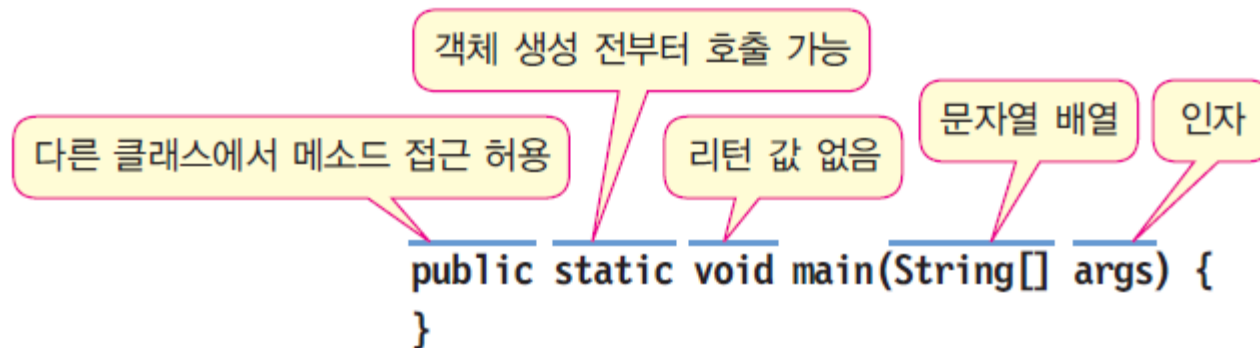 객체 생성 전부터 호출 가능
문자열 배열
인자
다른 클래스에서 메소드 접근 허용
리턴 값 없음
public static void main(String[] args) {
}